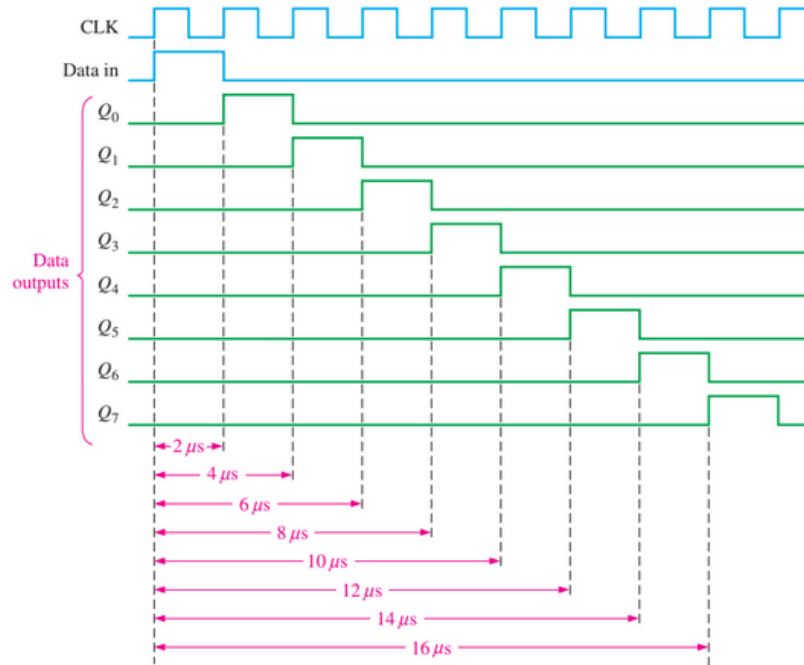 CLK
Data in
Q0
Q1
Q2
Q3
Data
outputs
Q4
Q5
Q6
Q7
2 μs
4 μs
6 μs
8 μs
10 μs
12 μs
14 μs
16 μs